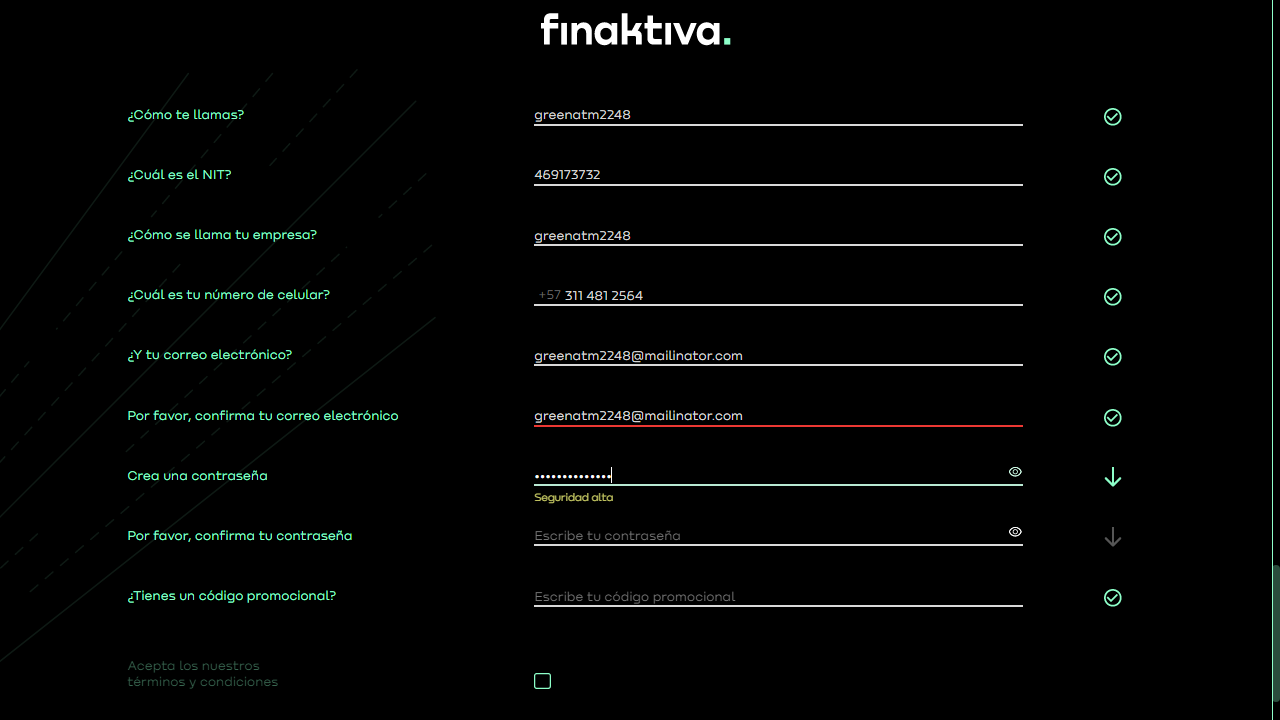 finaktiva.
¿Cómo te llamas?
greenatm2248
¿Cuál es el NIT?
469173732
¿Cómo se llama tu empresa?
greenatm2248
¿Cuál es tu número de celular?
+57 311 481 2564
¿Y tu correo electrónico?
greenatm2248@mailinator.com
Por favor, confirma tu correo electrónico
greenatm2248@mailinator.com
Crea una contraseña
••••••••••••••
Seguridad alta
Por favor, confirma tu contraseña
Escribe tu contraseña
¿Tienes un código promocional?
Escribe tu código promocional
Acepta los nuestros
términos y condiciones